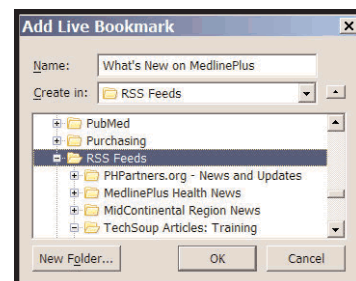 Add Live Bookmark
Name: What's New on MedlinePlus
Create in: RSS Feeds
PubMed
Purchasing
RSS Feeds
PHPartners.org - News and Updates
MedlinePlus Health News
MidContinental Region News
TechSoup Articles: Training
New Folder... OK Cancel